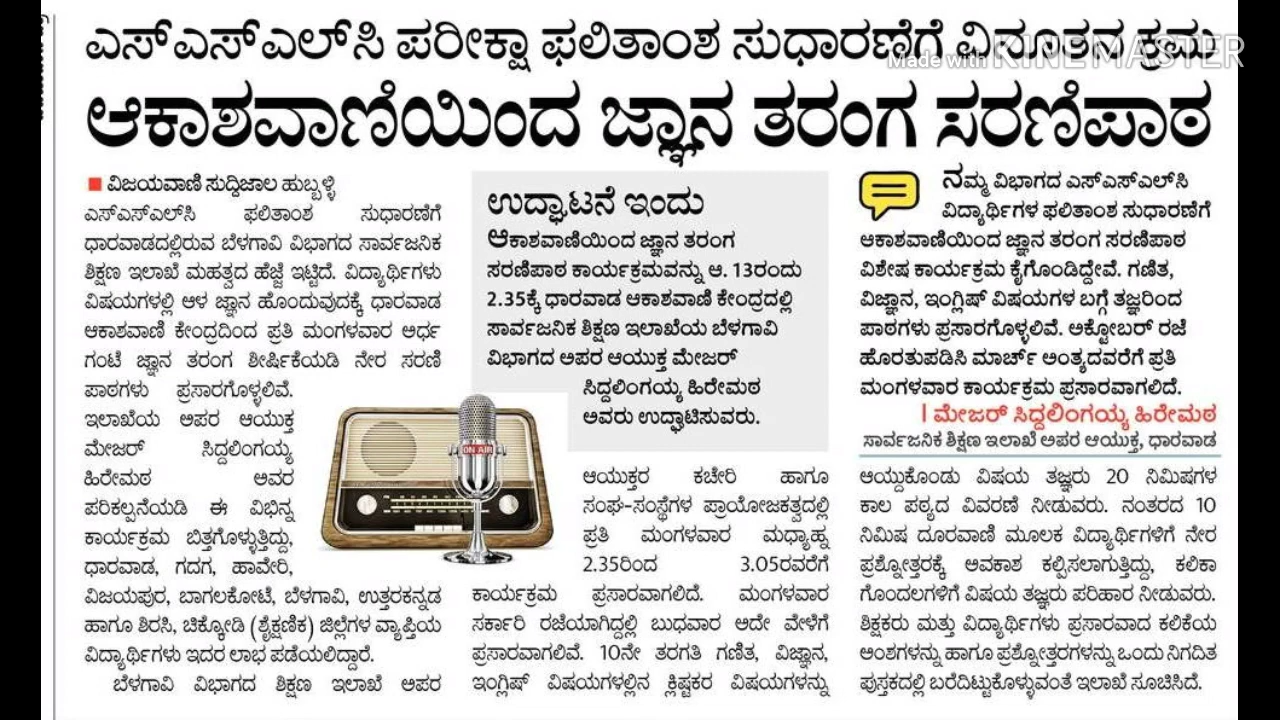 ಎಸ್ಎಸ್ಎಲ್‌ಸಿ ಪರೀಕ್ಷಾ ಫಲಿತಾಂಶ ಸುಧಾರಣೆಗೆ ವಿನೂತನ ಕ್ರಮ
Made with KINEMASTER
ಆಕಾಶವಾಣಿಯಿಂದ ಜ್ಞಾನ ತರಂಗ ಸರಣಿಪಾಠ
ವಿಜಯವಾಣಿ ಸುದ್ದಿಜಾಲ ಹುಬ್ಬಳ್ಳಿ
ಎಸ್ಎಸ್ಎಲ್‌ಸಿ ಫಲಿತಾಂಶ ಸುಧಾರಣೆಗೆ
ಧಾರವಾಡದಲ್ಲಿರುವ ಬೆಳಗಾವಿ ವಿಭಾಗದ ಸಾರ್ವಜನಿಕ
ಶಿಕ್ಷಣ ಇಲಾಖೆ ಮಹತ್ವದ ಹೆಜ್ಜೆ ಇಟ್ಟಿದೆ. ವಿದ್ಯಾರ್ಥಿಗಳು
ವಿಷಯಗಳಲ್ಲಿ ಆಳ ಜ್ಞಾನ ಹೊಂದುವುದಕ್ಕೆ ಧಾರವಾಡ
ಆಕಾಶವಾಣಿ ಕೇಂದ್ರದಿಂದ ಪ್ರತಿ ಮಂಗಳವಾರ ಅರ್ಧ
ಗಂಟೆ ಜ್ಞಾನ ತರಂಗ ಶೀರ್ಷಿಕೆಯಡಿ ನೇರ ಸರಣಿ
ಪಾಠಗಳು ಪ್ರಸಾರಗೊಳ್ಳಲಿವೆ.
ಇಲಾಖೆಯ ಅಪರ ಆಯುಕ್ತ
ಮೇಜರ್ ಸಿದ್ದಲಿಂಗಯ್ಯ
ಹಿರೇಮಠ ಅವರ
ಪರಿಕಲ್ಪನೆಯಡಿ ಈ ವಿಭಿನ್ನ
ಕಾರ್ಯಕ್ರಮ ಬಿತ್ತಗೊಳ್ಳುತ್ತಿದ್ದು,
ಧಾರವಾಡ, ಗದಗ, ಹಾವೇರಿ,
ವಿಜಯಪುರ, ಬಾಗಲಕೋಟೆ, ಬೆಳಗಾವಿ, ಉತ್ತರಕನ್ನಡ
ಹಾಗೂ ಶಿರಸಿ, ಚಿಕ್ಕೋಡಿ (ಶೈಕ್ಷಣಿಕ) ಜಿಲ್ಲೆಗಳ ವ್ಯಾಪ್ತಿಯ
ವಿದ್ಯಾರ್ಥಿಗಳು ಇದರ ಲಾಭ ಪಡೆಯಲಿದ್ದಾರೆ.
ಬೆಳಗಾವಿ ವಿಭಾಗದ ಶಿಕ್ಷಣ ಇಲಾಖೆ ಅಪರ
ಉದ್ಘಾಟನೆ ಇಂದು
ಆಕಾಶವಾಣಿಯಿಂದ ಜ್ಞಾನ ತರಂಗ
ಸರಣಿಪಾಠ ಕಾರ್ಯಕ್ರಮವನ್ನು ಆ. 13ರಂದು
2.35ಕ್ಕೆ ಧಾರವಾಡ ಆಕಾಶವಾಣಿ ಕೇಂದ್ರದಲ್ಲಿ
ಸಾರ್ವಜನಿಕ ಶಿಕ್ಷಣ ಇಲಾಖೆಯ ಬೆಳಗಾವಿ
ವಿಭಾಗದ ಅಪರ ಆಯುಕ್ತ ಮೇಜರ್
ಸಿದ್ದಲಿಂಗಯ್ಯ ಹಿರೇಮಠ
ಅವರು ಉದ್ಘಾಟಿಸುವರು.
ON AIR
ಆಯುಕ್ತರ ಕಚೇರಿ ಹಾಗೂ
ಸಂಘ-ಸಂಸ್ಥೆಗಳ ಪ್ರಾಯೋಜಕತ್ವದಲ್ಲಿ
ಪ್ರತಿ ಮಂಗಳವಾರ ಮಧ್ಯಾಹ್ನ
2.35ರಿಂದ 3.05ರವರೆಗೆ
ಕಾರ್ಯಕ್ರಮ ಪ್ರಸಾರವಾಗಲಿದೆ. ಮಂಗಳವಾರ
ಸರ್ಕಾರಿ ರಜೆಯಾಗಿದ್ದಲ್ಲಿ ಬುಧವಾರ ಅದೇ ವೇಳೆಗೆ
ಪ್ರಸಾರವಾಗಲಿವೆ. 10ನೇ ತರಗತಿ ಗಣಿತ, ವಿಜ್ಞಾನ,
ಇಂಗ್ಲಿಷ್ ವಿಷಯಗಳಲ್ಲಿನ ಕ್ಲಿಷ್ಟಕರ ವಿಷಯಗಳನ್ನು
ನಮ್ಮ ವಿಭಾಗದ ಎಸ್ಎಸ್ಎಲ್‌ಸಿ
ವಿದ್ಯಾರ್ಥಿಗಳ ಫಲಿತಾಂಶ ಸುಧಾರಣೆಗೆ
ಆಕಾಶವಾಣಿಯಿಂದ ಜ್ಞಾನ ತರಂಗ ಸರಣಿಪಾಠ
ವಿಶೇಷ ಕಾರ್ಯಕ್ರಮ ಕೈಗೊಂಡಿದ್ದೇವೆ. ಗಣಿತ,
ವಿಜ್ಞಾನ, ಇಂಗ್ಲಿಷ್ ವಿಷಯಗಳ ಬಗ್ಗೆ ತಜ್ಞರಿಂದ
ಪಾಠಗಳು ಪ್ರಸಾರಗೊಳ್ಳಲಿವೆ. ಅಕ್ಟೋಬರ್ ರಜೆ
ಹೊರತುಪಡಿಸಿ ಮಾರ್ಚ್ ಅಂತ್ಯದವರೆಗೆ ಪ್ರತಿ
ಮಂಗಳವಾರ ಕಾರ್ಯಕ್ರಮ ಪ್ರಸಾರವಾಗಲಿದೆ.
| ಮೇಜರ್ ಸಿದ್ದಲಿಂಗಯ್ಯ ಹಿರೇಮಠ
ಸಾರ್ವಜನಿಕ ಶಿಕ್ಷಣ ಇಲಾಖೆ ಅಪರ ಆಯುಕ್ತ, ಧಾರವಾಡ
ಆಯ್ದುಕೊಂಡು ವಿಷಯ ತಜ್ಞರು 20 ನಿಮಿಷಗಳ
ಕಾಲ ಪಠ್ಯದ ವಿವರಣೆ ನೀಡುವರು. ನಂತರದ 10
ನಿಮಿಷ ದೂರವಾಣಿ ಮೂಲಕ ವಿದ್ಯಾರ್ಥಿಗಳಿಗೆ ನೇರ
ಪ್ರಶ್ನೋತ್ತರಕ್ಕೆ ಅವಕಾಶ ಕಲ್ಪಿಸಲಾಗುತ್ತಿದ್ದು, ಕಲಿಕಾ
ಗೊಂದಲಗಳಿಗೆ ವಿಷಯ ತಜ್ಞರು ಪರಿಹಾರ ನೀಡುವರು.
ಶಿಕ್ಷಕರು ಮತ್ತು ವಿದ್ಯಾರ್ಥಿಗಳು ಪ್ರಸಾರವಾದ ಕಲಿಕೆಯ
ಅಂಶಗಳನ್ನು ಹಾಗೂ ಪ್ರಶ್ನೋತ್ತರಗಳನ್ನು ಒಂದು ನಿಗದಿತ
ಪುಸ್ತಕದಲ್ಲಿ ಬರೆದಿಟ್ಟುಕೊಳ್ಳುವಂತೆ ಇಲಾಖೆ ಸೂಚಿಸಿದೆ.